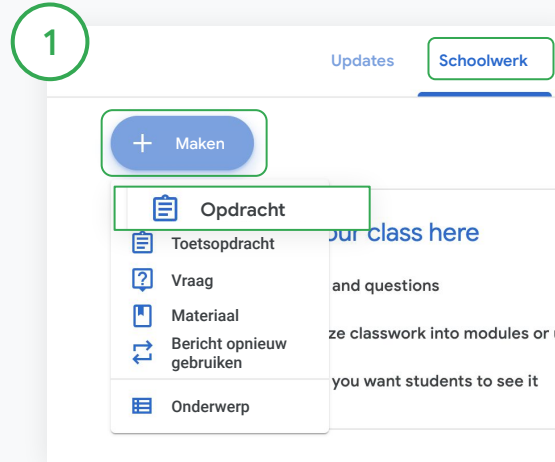 1
Updates
Schoolwerk
Maken
Opdracht
Toetsopdracht
our class here
Vraag
and questions
Materiaal
ze classwork into modules or
Bericht opnieuw
gebruiken
you want students to see it
Onderwerp